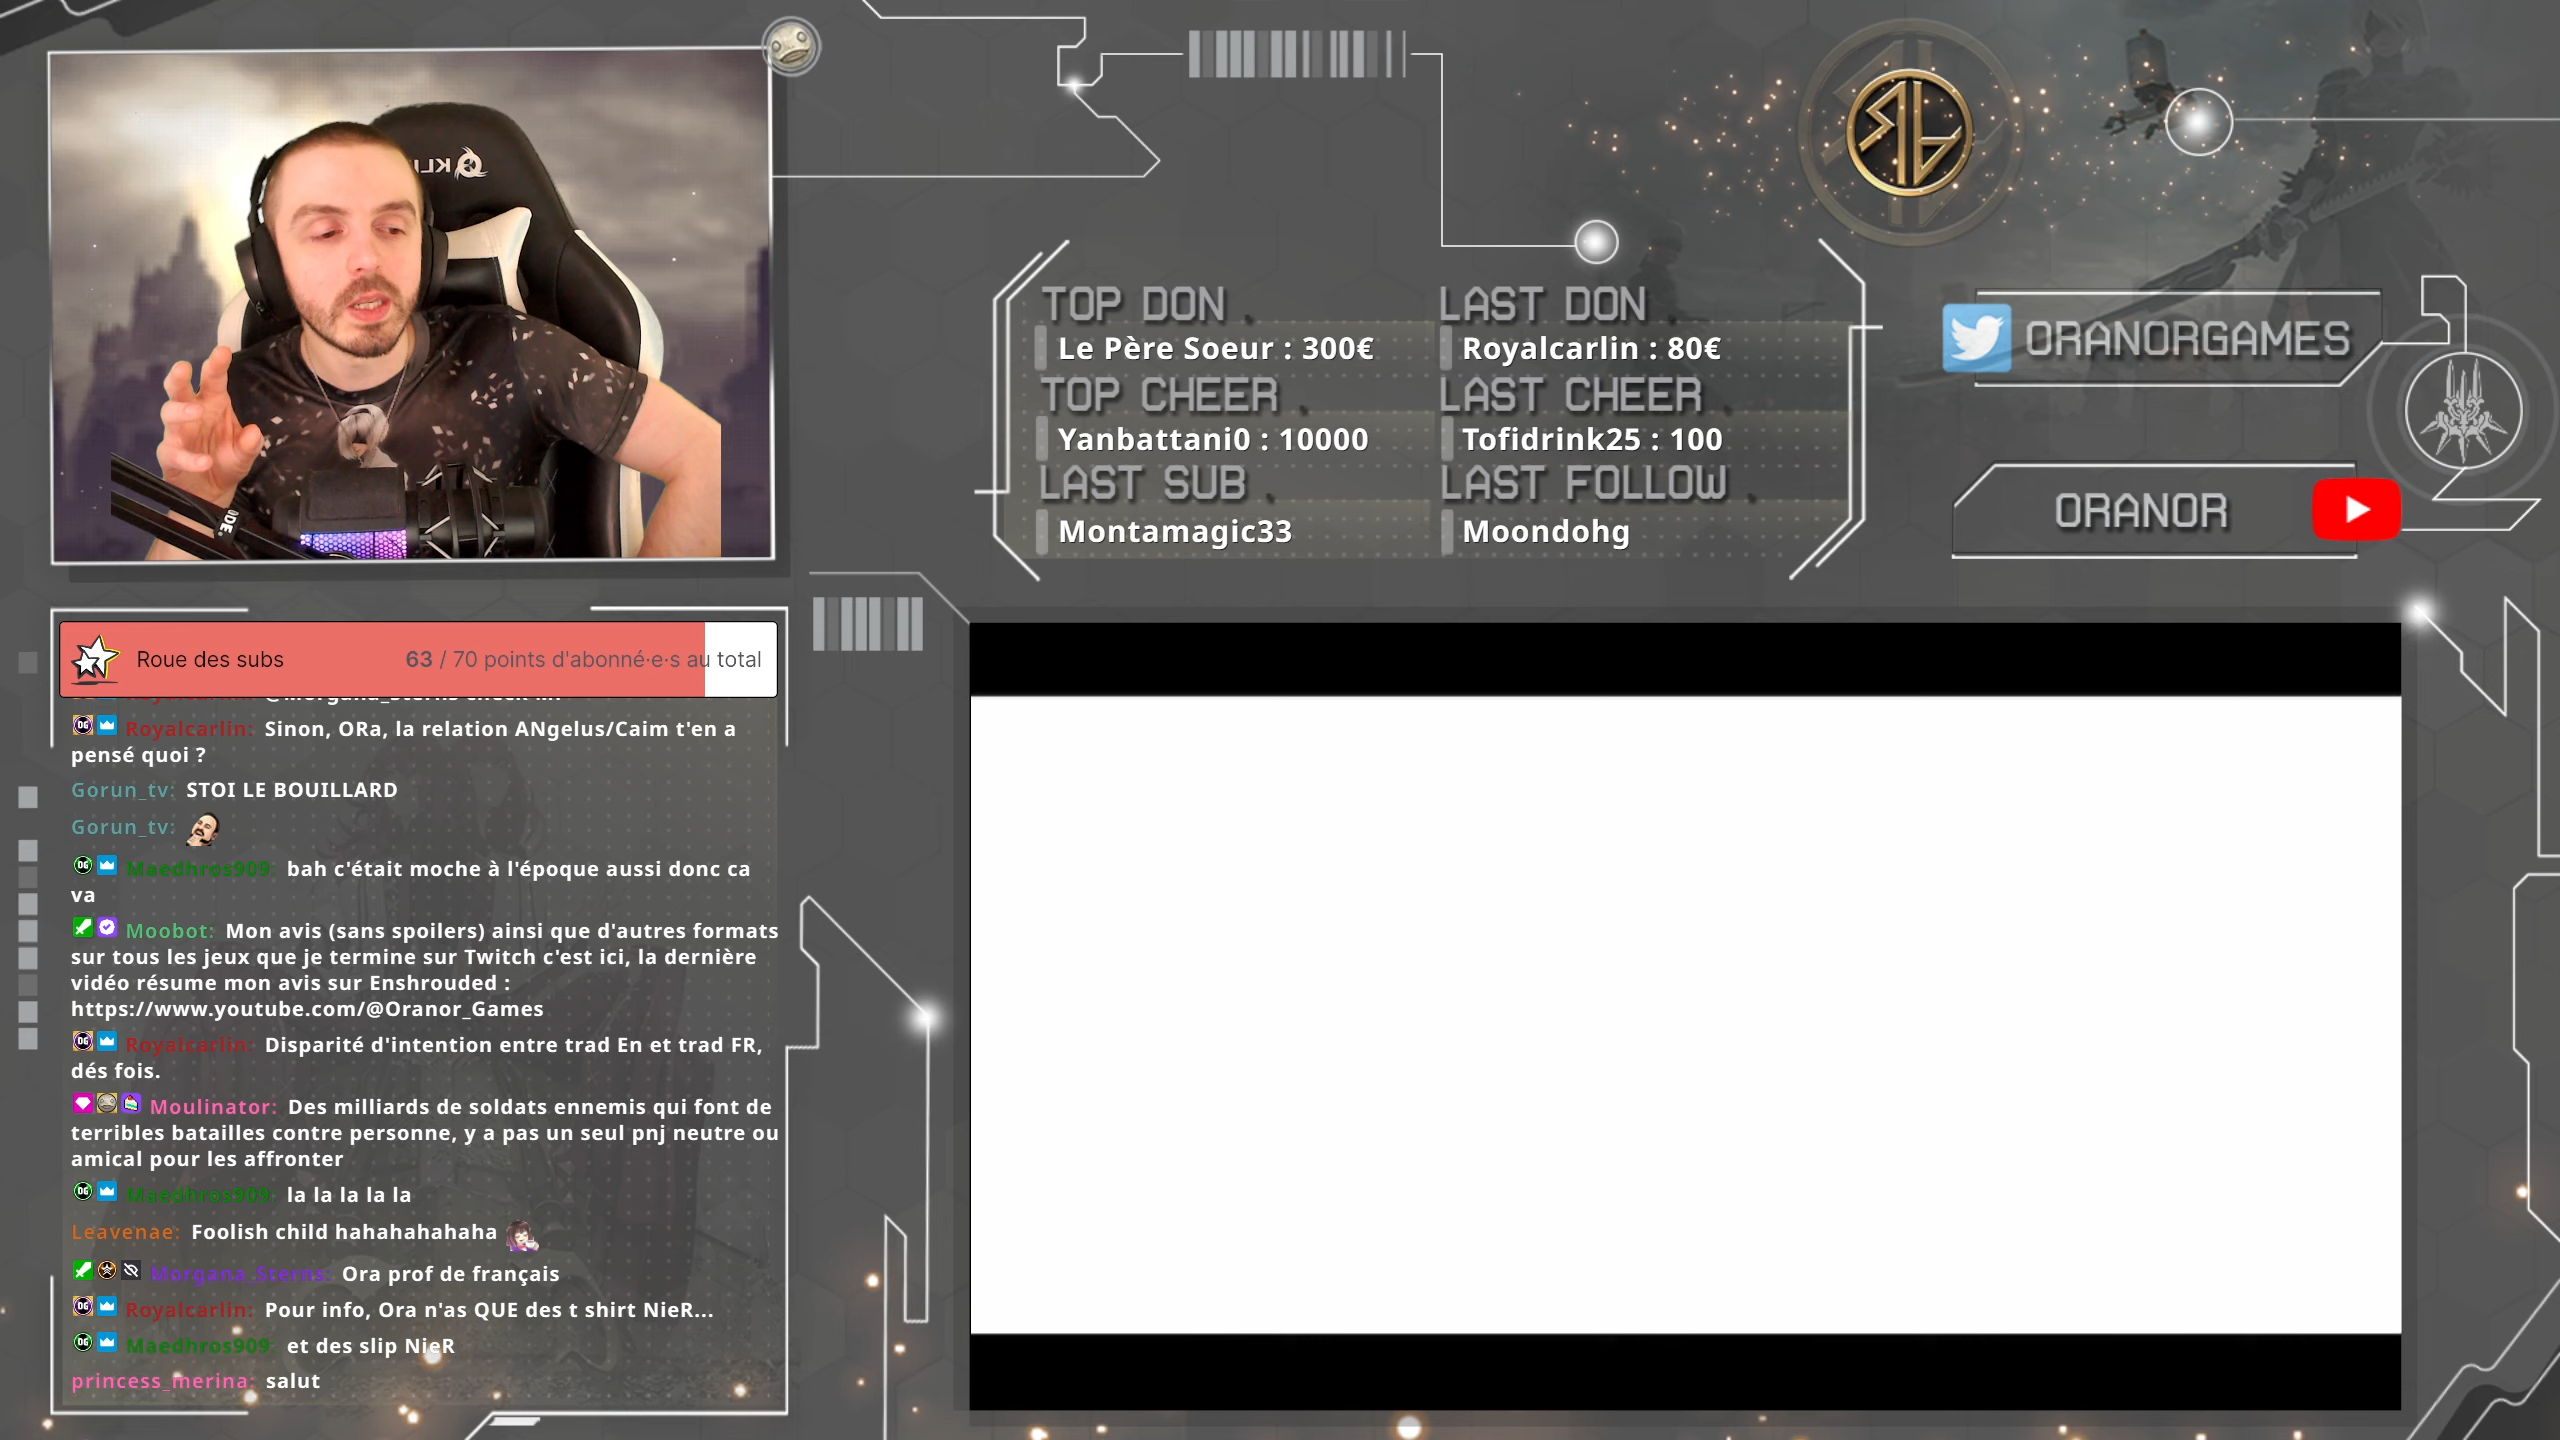 KLI
ODE.
TOP DON
LAST DON
Le Père Soeur : 300€
Royalcarlin : 80€
TOP CHEER
LAST CHEER
Yanbattani0 : 10000
Tofidrink25 : 100
LAST SUB
LAST FOLLOW
Montamagic33
Moondohg
ORANORGAMES
ORANOR
Roue des subs
63 / 70 points d'abonné·e·s au total
Royalcarlin: Sinon, ORa, la relation ANgelus/Caim t'en a
pensé quoi ?
Gorun_tv: STOI LE BOUILLARD
Gorun_tv:
Maedhros909: bah c'était moche à l'époque aussi donc ca
va
Moobot: Mon avis (sans spoilers) ainsi que d'autres formats
sur tous les jeux que je termine sur Twitch c'est ici, la dernière
vidéo résume mon avis sur Enshrouded :
https://www.youtube.com/@Oranor_Games
Royalcarlin: Disparité d'intention entre trad En et trad FR,
dés fois.
Moulinator: Des milliards de soldats ennemis qui font de
terribles batailles contre personne, y a pas un seul pnj neutre ou
amical pour les affronter
Maedhros909: la la la la la
Leavenae: Foolish child hahahahahaha
Morgana_Sterns: Ora prof de français
Royalcarlin: Pour info, Ora n'as QUE des t shirt NieR...
Maedhros909: et des slip NieR
princess_merina: salut